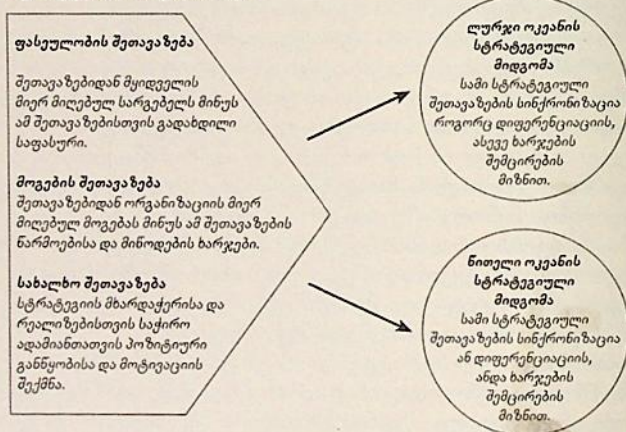 ფასეულობის შეთავაზება
შეთავაზებიდან მყიდველის
მიერ მიღებულ სარგებელს მინუს
ამ შეთავაზებისთვის გადახდილი
საფასური.
მოგების შეთავაზება
შეთავაზებიდან ორგანიზაციის მიერ
მიღებულ მოგებას მინუს ამ შეთავაზების
წარმოებისა და მიწოდების ხარჯები.
სახალხო შეთავაზება
სტრატეგიის მხარდაჭერისა და
რეალიზებისთვის საჭირო
ადამიანთათვის პოზიტიური
განწყობისა და მოტივაციის
შექმნა.
ლურჯი ოკეანის
სტრატეგიული
მიდგომა
სამი სტრატეგიული
შეთავაზების სინქრონიზაცია
როგორც დიფერენციაციის,
ასევე ხარჯების
შემცირების
მიზნით.
წითელი ოკეანის
სტრატეგიული
მიდგომა
სამი სტრატეგიული
შეთავაზების სინქრონიზაცია
ან დიფერენციაციის,
ანდა ხარჯების
შემცირების
მიზნით.